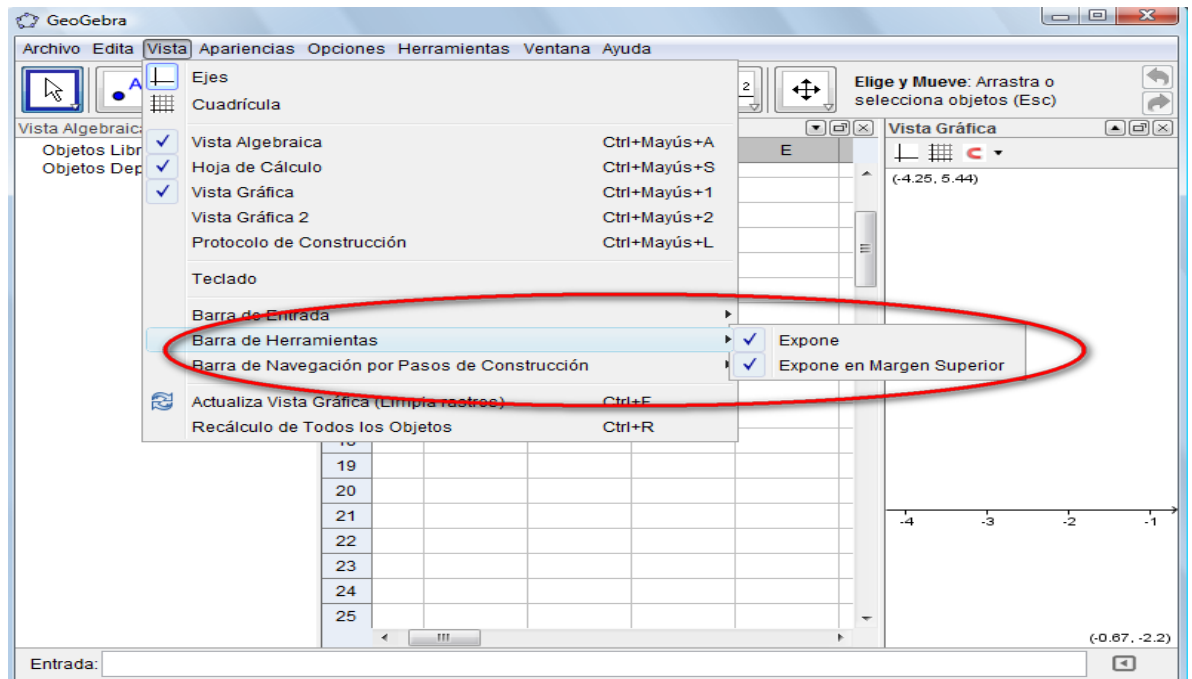 GeoGebra
Archivo Edita Vista Apariencias Opciones Herramientas Ventana Ayuda
A
2
Elige y Mueve: Arrastra o
selecciona objetos (Esc)
Vista Algebraic
Objetos Libr
Objetos Dep
Ejes
Cuadrícula
Vista Algebraica Ctrl+Mayús+A
Hoja de Cálculo Ctrl+Mayús+S
Vista Gráfica Ctrl+Mayús+1
Vista Gráfica 2 Ctrl+Mayús+2
Protocolo de Construcción Ctrl+Mayús+L
Teclado
Barra de Entrada
Barra de Herramientas
Barra de Navegación por Pasos de Construcción
Actualiza Vista Gráfica (Limpia rastros) Ctrl+F
Recálculo de Todos los Objetos Ctrl+R
Expone
Expone en Margen Superior
E
18
19
20
21
22
23
24
25
Vista Gráfica
(-4.25, 5.44)
-4 -3 -2 -1
(-0.67, -2.2)
Entrada: